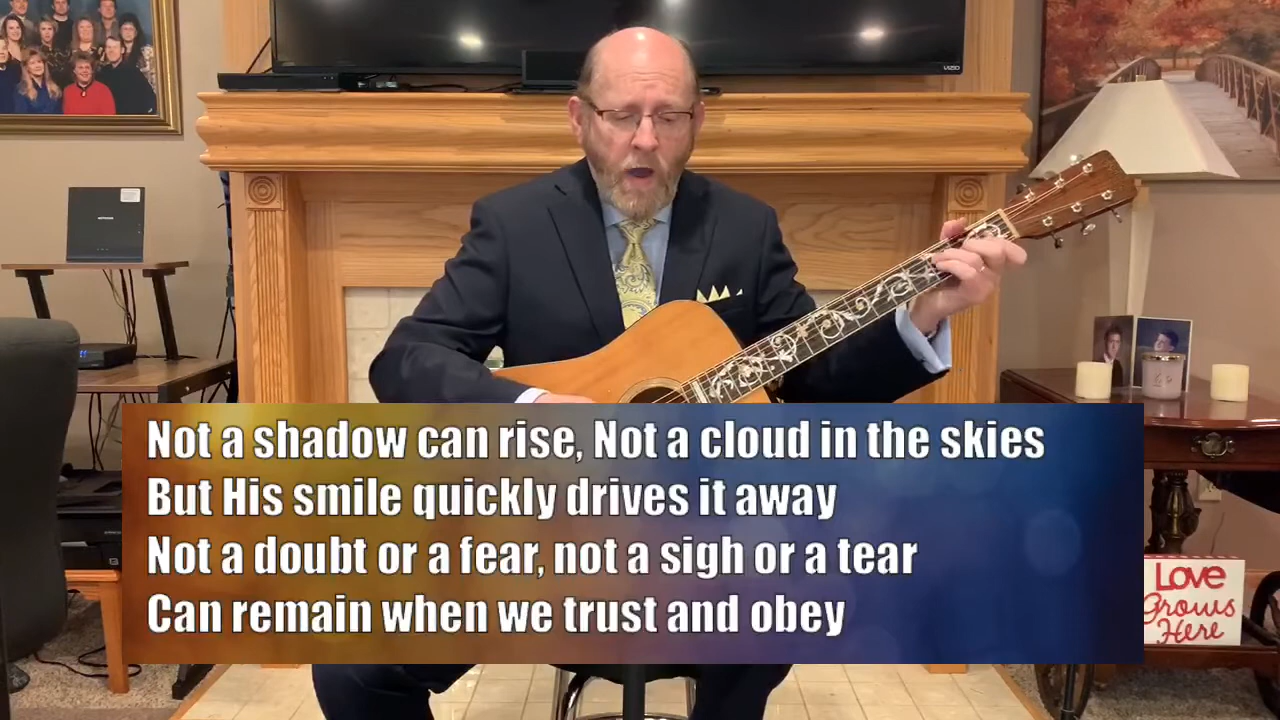 VIZIO
Not a shadow can rise, Not a cloud in the skies
But His smile quickly drives it away
Not a doubt or a fear, not a sigh or a tear
Can remain when we trust and obey
Love
Grows
Here